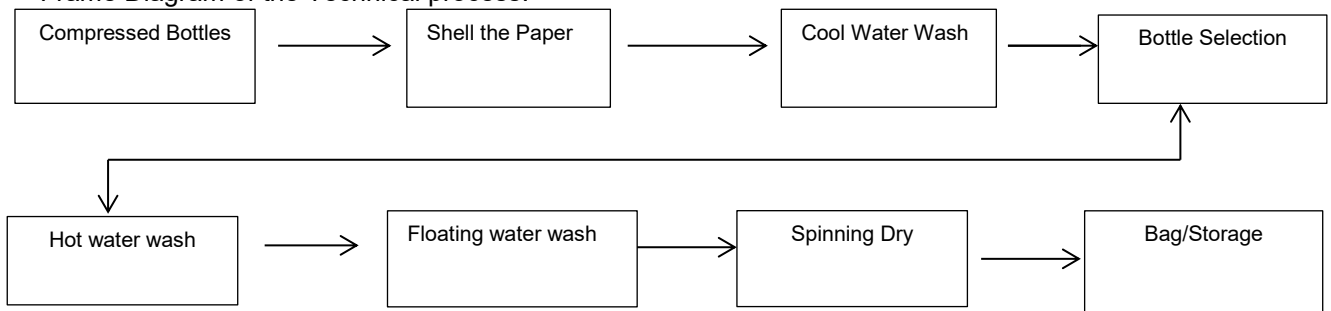 Frame Diagram of the Technical process:
Compressed Bottles
Shell the Paper
Cool Water Wash
Bottle Selection
Hot water wash
Floating water wash
Spinning Dry
Bag/Storage